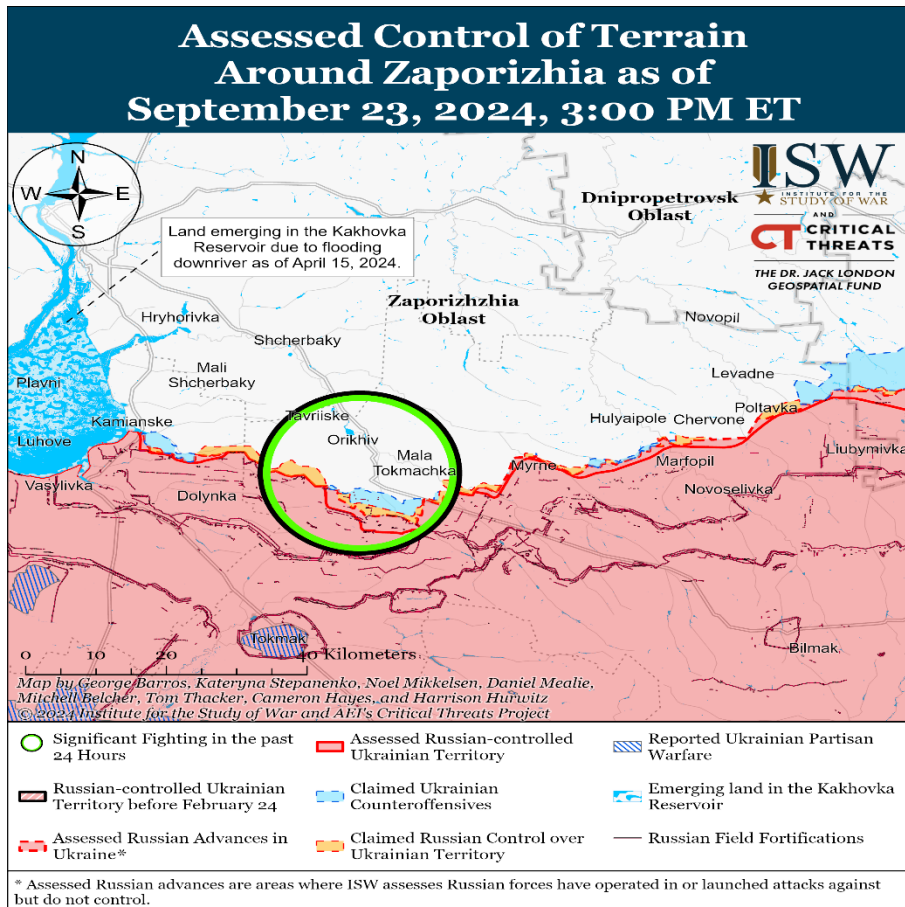 Assessed Control of Terrain
Around Zaporizhia as of
September 23, 2024, 3:00 PM ET
N
W E
S
Land emerging in the Kakhovka
Reservoir due to flooding
downriver as of April 15, 2024.
Dnipropetrovsk
Oblast
ISW
INSTITUTE FOR THE
STUDY OF WAR
AND
CT CRITICAL
THREATS
THE DR. JACK LONDON
GEOSPATIAL FUND
Zaporizhzhia
Oblast
Hryhorivka
Novopil
Shcherbaky
Mali
Shcherbaky
Levadne
Plavni
Poltavka
Tavriiske
Hulyaipole
Chervone
Kamianske
Orikhiv
Luhove
Mala
Tokmachka
Myrne
Marfopil
Liubymivka
Vasylivka
Dolynka
Novoselivka
Tokmak
Bilmak
0 20 40 Kilometers
Map by George Barros, Kateryna Stepanenko, Noel Mikkelsen, Daniel Mealie,
Mitchell Belcher, Tom Thacker, Cameron Hayes, and Harrison Hurwitz
© 2024 Institute for the Study of War and AEI's Critical Threats Project
Significant Fighting in the past
24 Hours
Assessed Russian-controlled
Ukrainian Territory
Reported Ukrainian Partisan
Warfare
Russian-controlled Ukrainian
Territory before February 24
Claimed Ukrainian
Counteroffensives
Emerging land in the Kakhovka
Reservoir
Assessed Russian Advances in
Ukraine*
Claimed Russian Control over
Ukrainian Territory
Russian Field Fortifications
* Assessed Russian advances are areas where ISW assesses Russian forces have operated in or launched attacks against
but do not control.